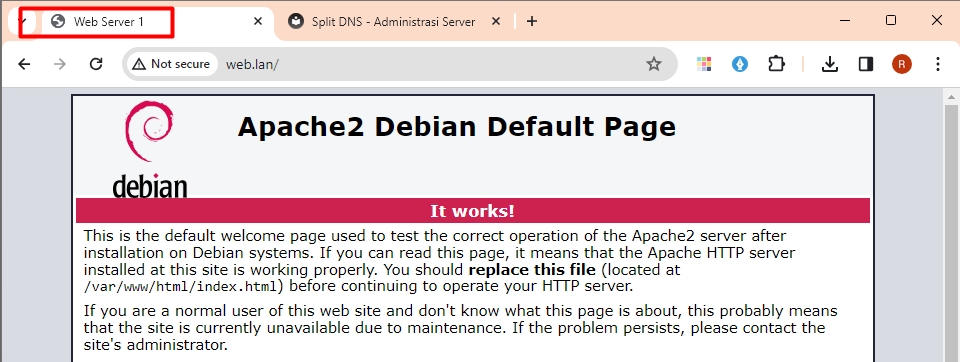 Web Server 1
Split DNS - Administrasi Server
Not secure
web.lan/
R
debian
Apache2 Debian Default Page
It works!
This is the default welcome page used to test the correct operation of the Apache2 server after
installation on Debian systems. If you can read this page, it means that the Apache HTTP server
installed at this site is working properly. You should replace this file (located at
/var/www/html/index.html) before continuing to operate your HTTP server.
If you are a normal user of this web site and don't know what this page is about, this probably means
that the site is currently unavailable due to maintenance. If the problem persists, please contact the
site's administrator.